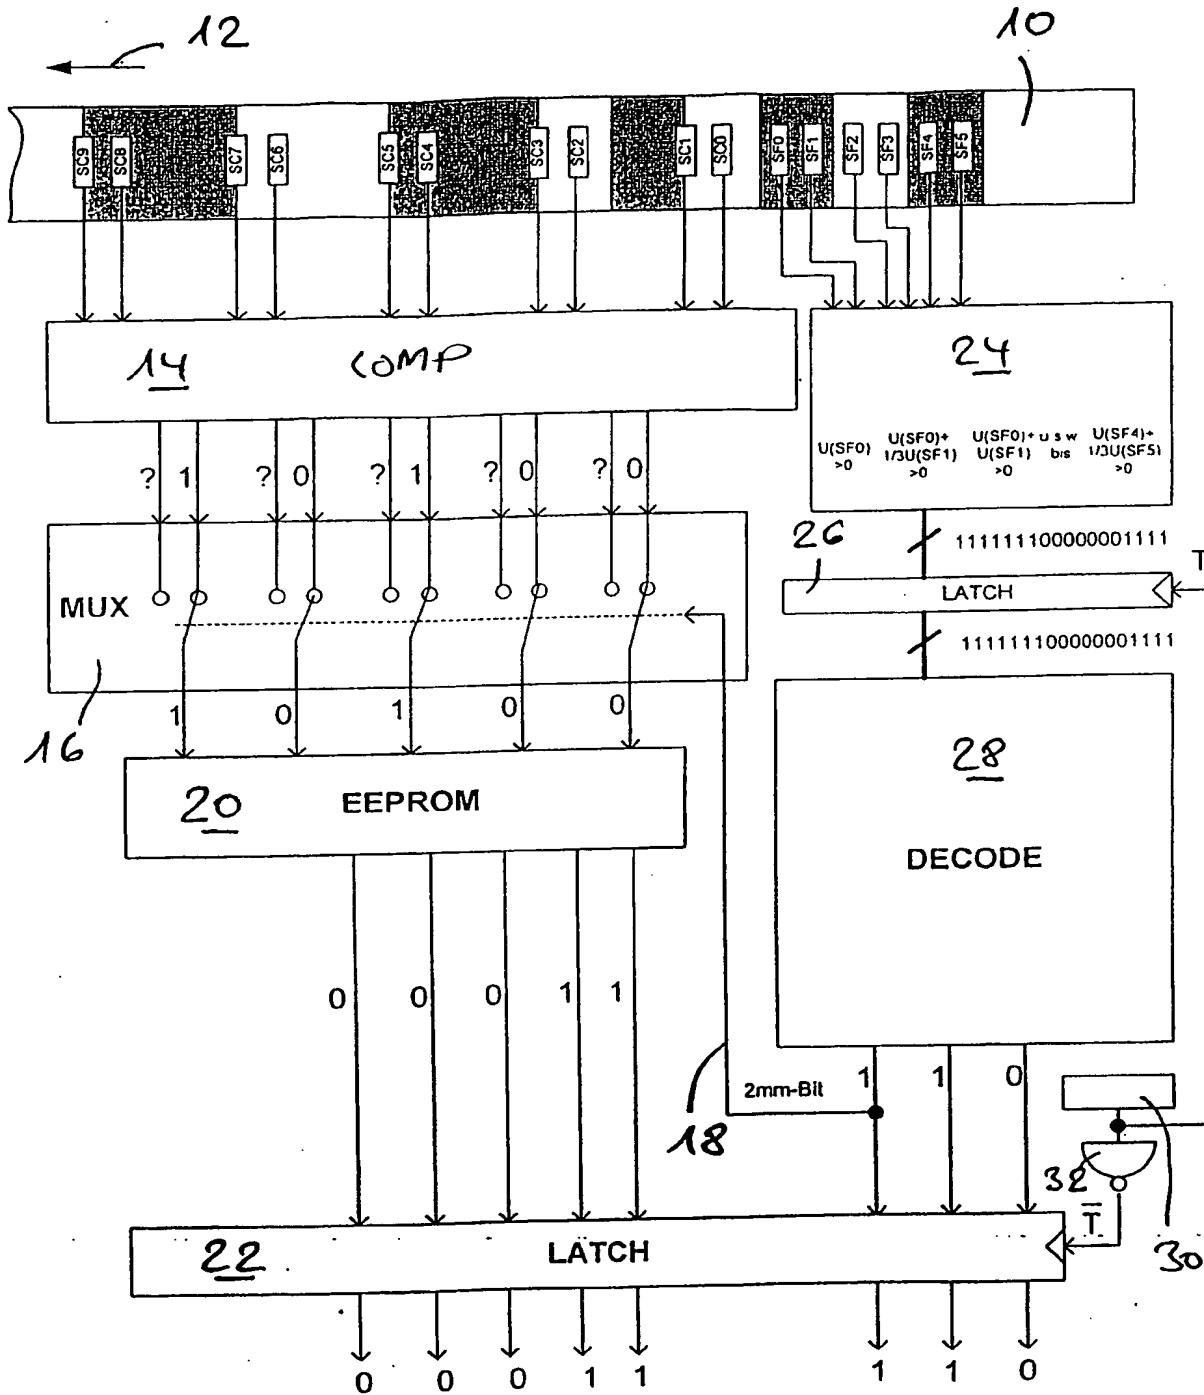 12
10
SC9 SC8 SC7 SC6 SC5 SC4 SC3 SC2 SC1 SC0 SF0 SF1 SF2 SF3 SF4 SF5
14 COMP
24
U(SF0) >0
U(SF0)+ 1/3U(SF1) >0
U(SF0)+ U(SF1) >0
u s w bis
U(SF4)+ 1/3U(SF5) >0
? 1 ? 0 ? 1 ? 0 ? 0
26
111111100000001111
T
LATCH
MUX
111111100000001111
16
1 0 1 0 0
28
20 EEPROM
DECODE
0 0 0 1 1
1 1 0
2mm-Bit
18
32
T
30
22 LATCH
0 0 0 1 1
1 1 0